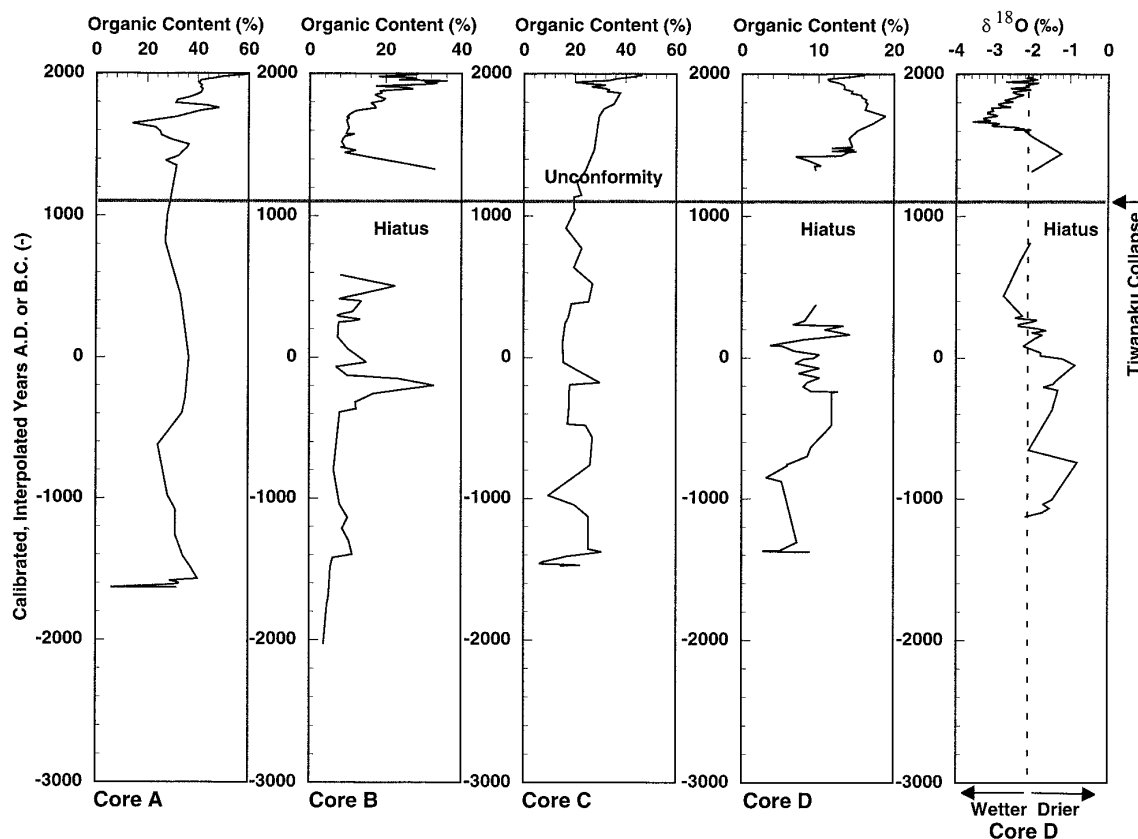 Organic Content (%) Organic Content (%) Organic Content (%) Organic Content (%) δ 18O (‰)
0 20 40 60 0 20 40 0 20 40 60 0 10 20 -4 -3 -2 -1 0
2000 2000 2000 2000 2000
Unconformity
1000 1000 1000 1000 1000
Hiatus Hiatus Hiatus
0 0 0 0 0
-1000 -1000 -1000 -1000 -1000
-2000 -2000 -2000 -2000 -2000
-3000 -3000 -3000 -3000 -3000
Core A Core B Core C Core D Wetter Drier
Core D
Calibrated, Interpolated Years A.D. or B.C. (-)
Tiwanaku Collapse